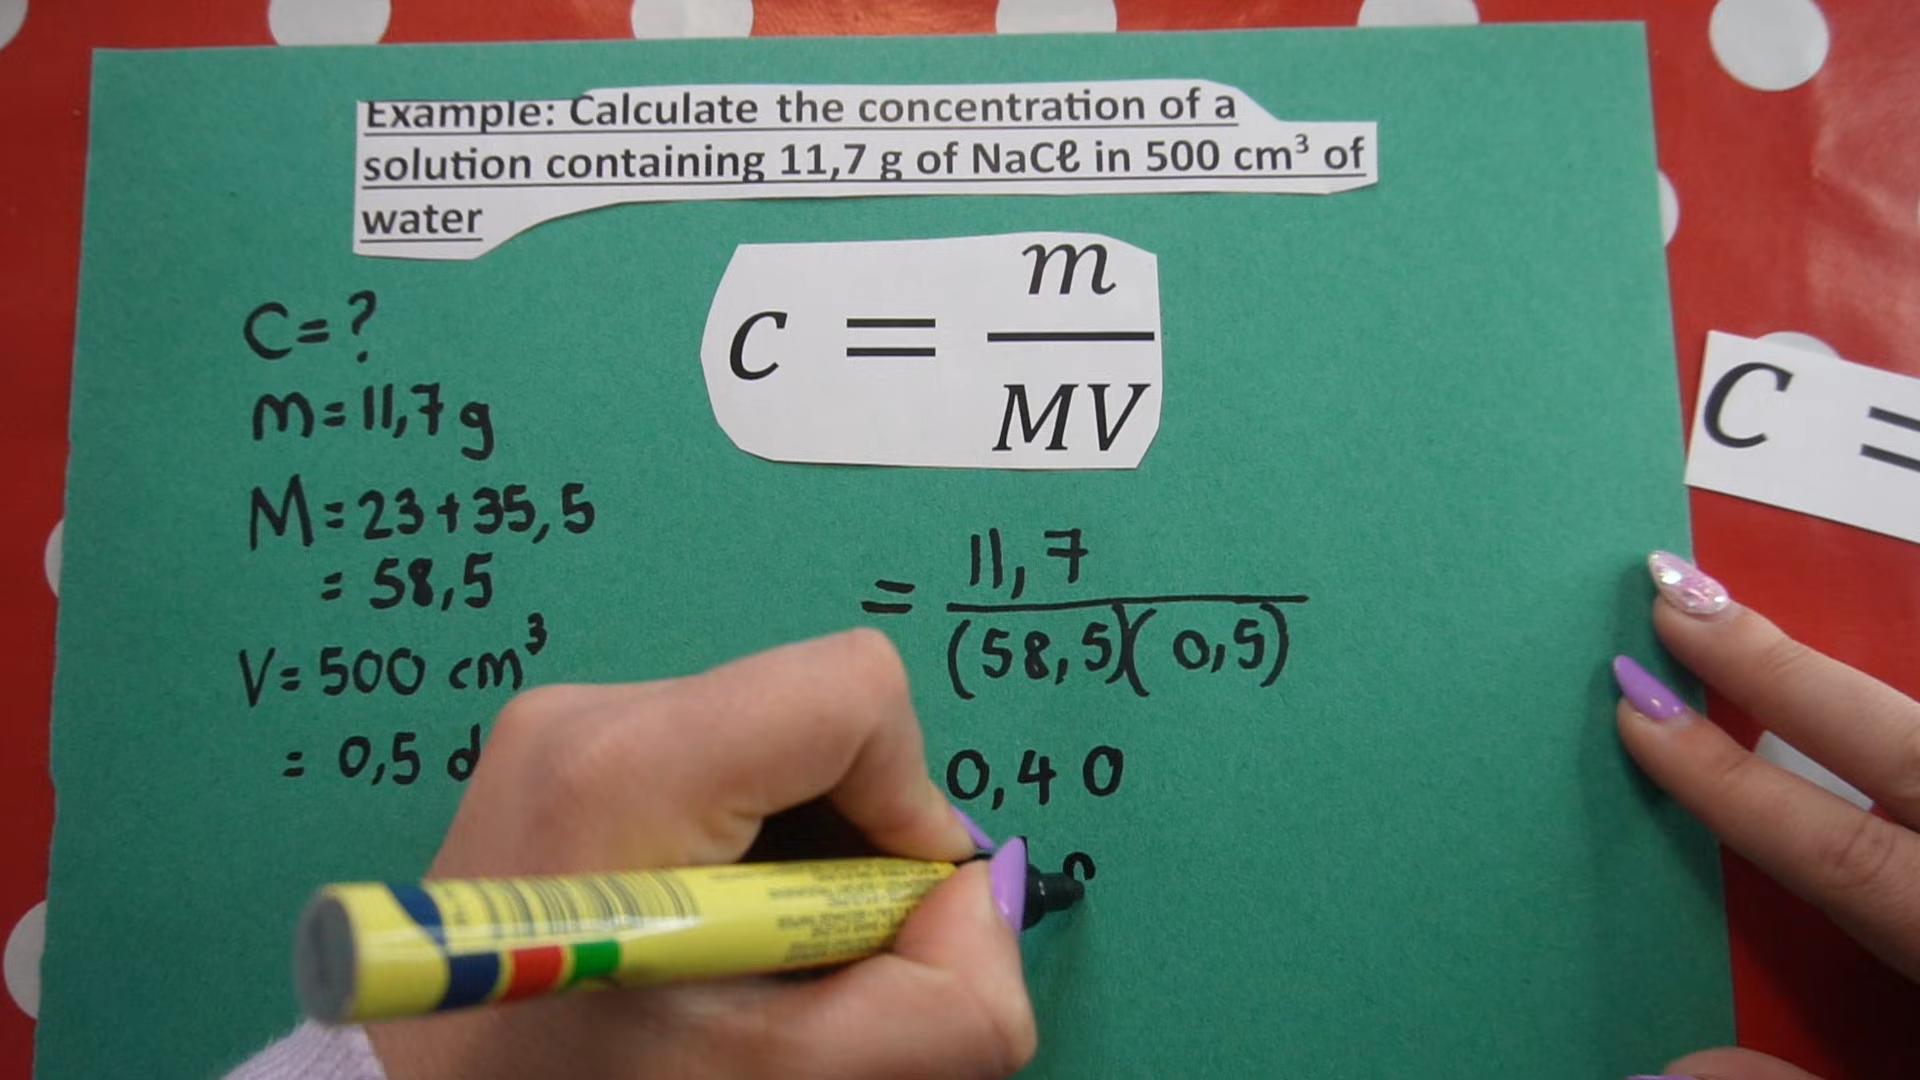 Example: Calculate the concentration of a
solution containing 11,7 g of NaCℓ in 500 cm³ of
water
c = m/MV
C = ?
m = 11,7 g
M = 23 + 35,5
= 58,5
V = 500 cm³
= 0,5 d
= 11,7
(58,5)(0,5)
0,40
C =